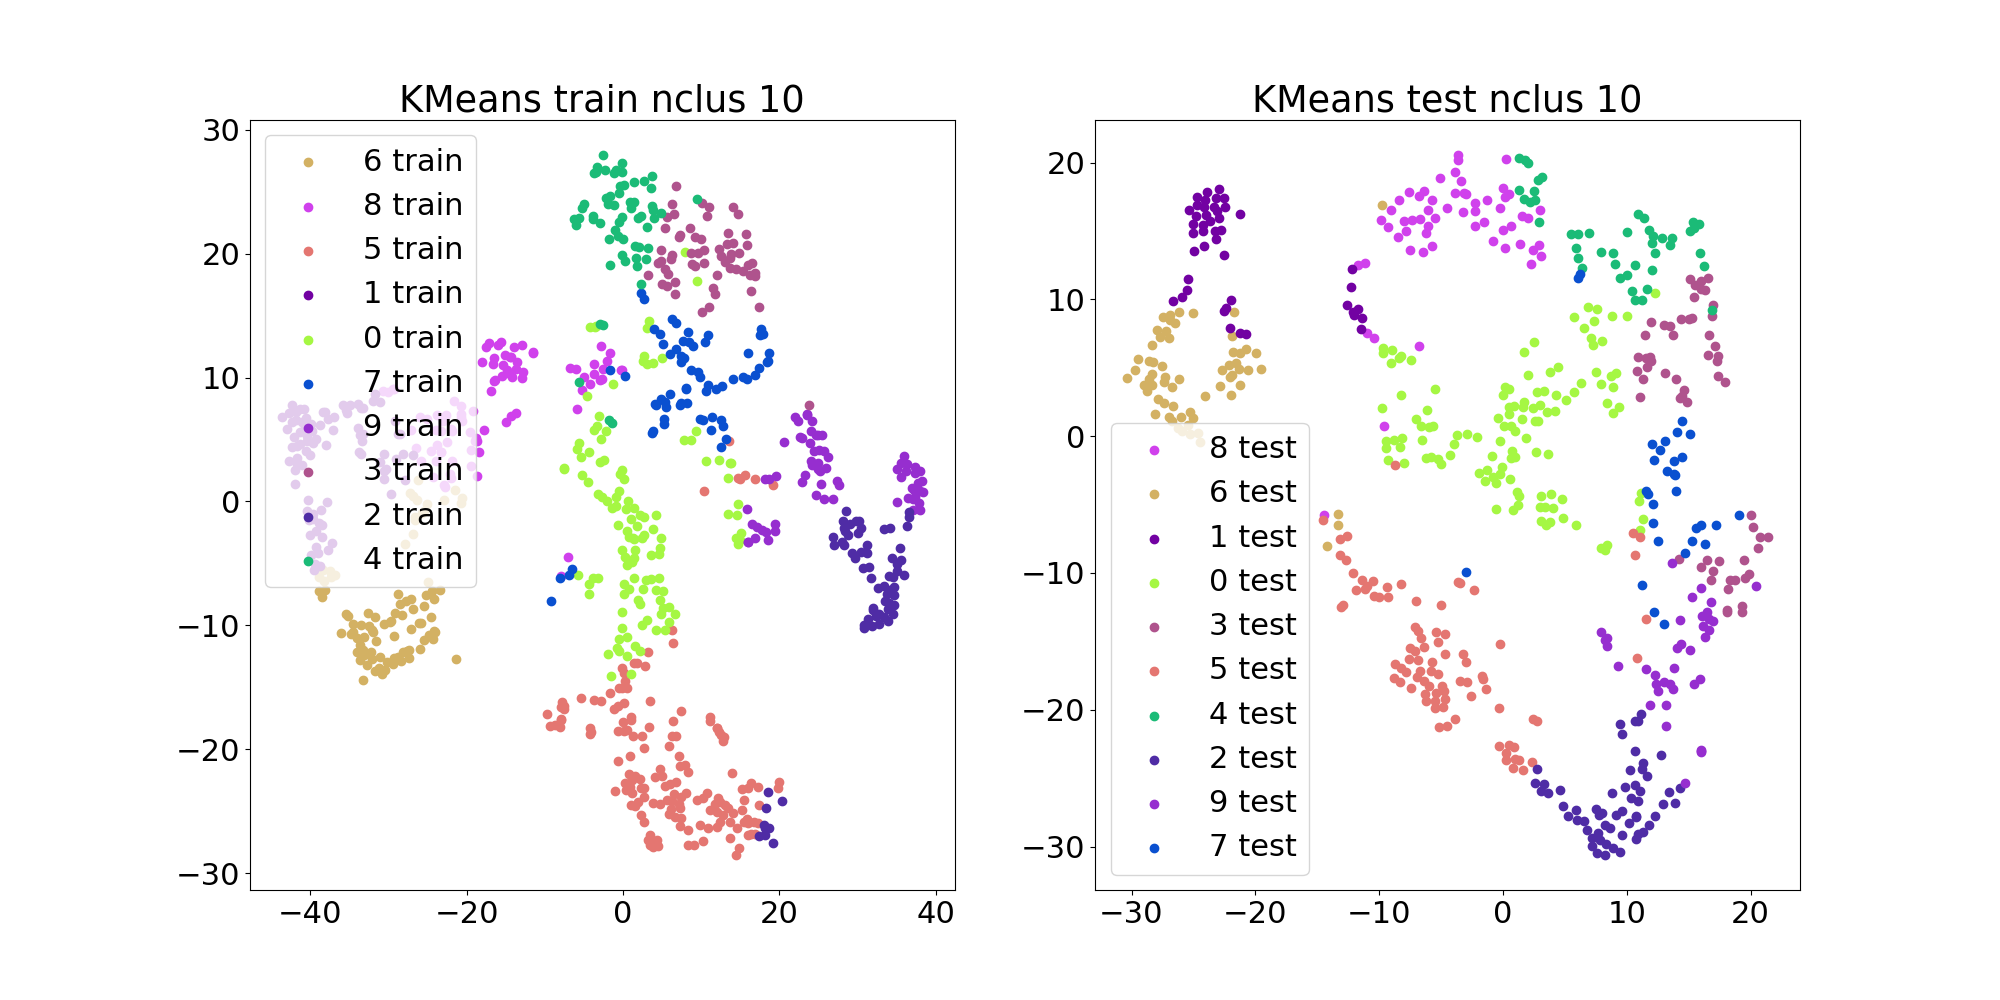 KMeans train nclus 10
30
20
10
0
−10
−20
−30
−40
−20
0
20
40
6 train
8 train
5 train
1 train
0 train
7 train
9 train
3 train
2 train
4 train
KMeans test nclus 10
20
10
0
−10
−20
−30
−30
−20
−10
0
10
20
8 test
6 test
1 test
0 test
3 test
5 test
4 test
2 test
9 test
7 test